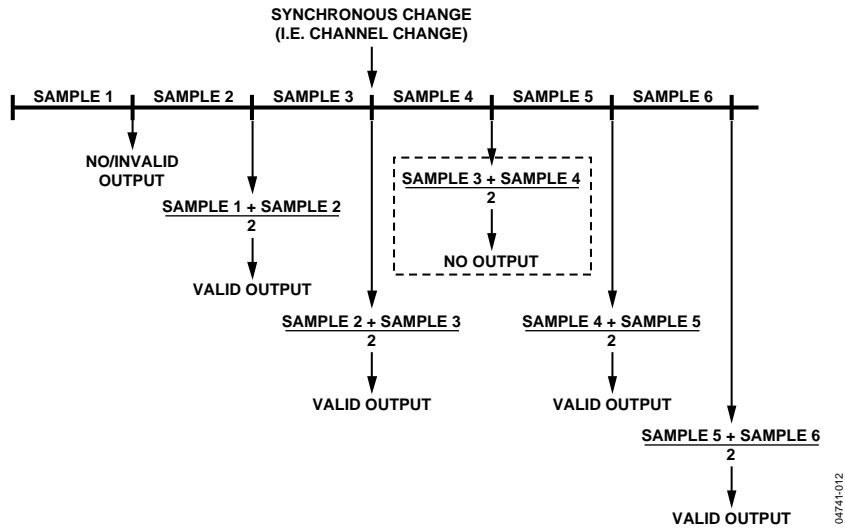 SYNCHRONOUS CHANGE
(I.E. CHANNEL CHANGE)
SAMPLE 1 SAMPLE 2 SAMPLE 3 SAMPLE 4 SAMPLE 5 SAMPLE 6
NO/INVALID
OUTPUT
SAMPLE 1 + SAMPLE 2
2
VALID OUTPUT
SAMPLE 3 + SAMPLE 4
2
NO OUTPUT
SAMPLE 2 + SAMPLE 3
2
VALID OUTPUT
SAMPLE 4 + SAMPLE 5
2
VALID OUTPUT
SAMPLE 5 + SAMPLE 6
2
VALID OUTPUT
04741-012